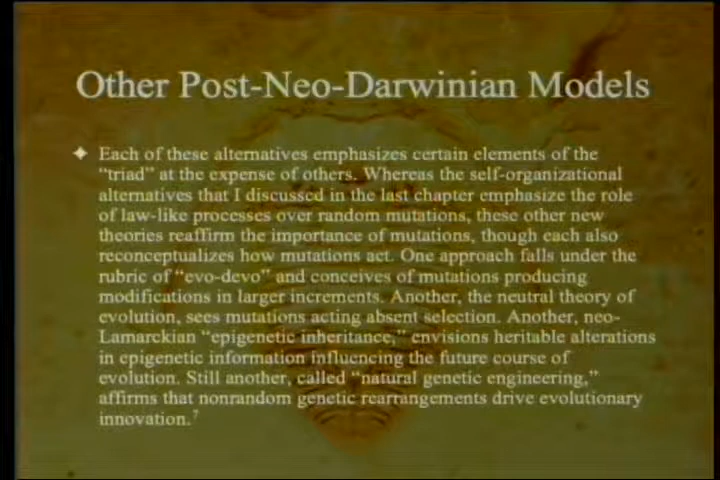 Other Post-Neo-Darwinian Models
✦ Each of these alternatives emphasizes certain elements of the
“triad” at the expense of others. Whereas the self-organizational
alternatives that I discussed in the last chapter emphasize the role
of law-like processes over random mutations, these other new
theories reaffirm the importance of mutations, though each also
reconceptualizes how mutations act. One approach falls under the
rubric of “evo-devo” and conceives of mutations producing
modifications in larger increments. Another, the neutral theory of
evolution, sees mutations acting absent selection. Another, neo-
Lamarckian “epigenetic inheritance,” envisions heritable alterations
in epigenetic information influencing the future course of
evolution. Still another, called “natural genetic engineering,”
affirms that nonrandom genetic rearrangements drive evolutionary
innovation.7